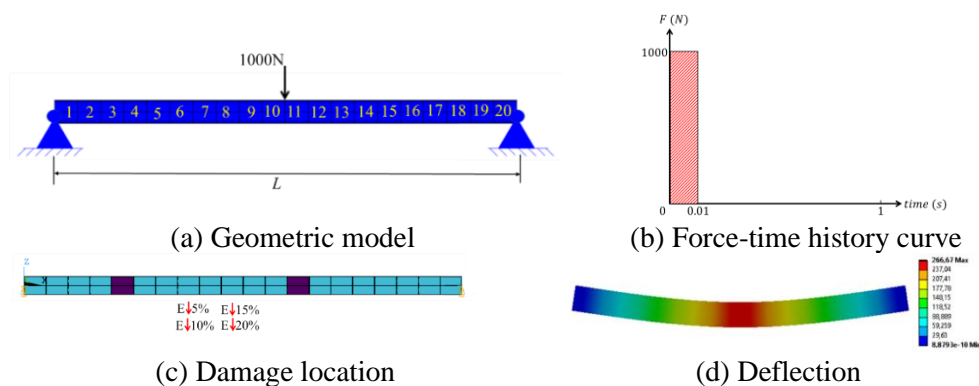 1000N
1 2 3 4 5 6 7 8 9 10 11 12 13 14 15 16 17 18 19 20
L
(a) Geometric model
F (N)
1000
0 0.01 1 time (s)
(b) Force-time history curve
z
x
E↓5% E↓15%
E↓10% E↓20%
(c) Damage location
266,67 Max
237,04
207,41
177,78
148,15
118,52
88,889
59,259
29,63
8,8793e-10 Mi
(d) Deflection